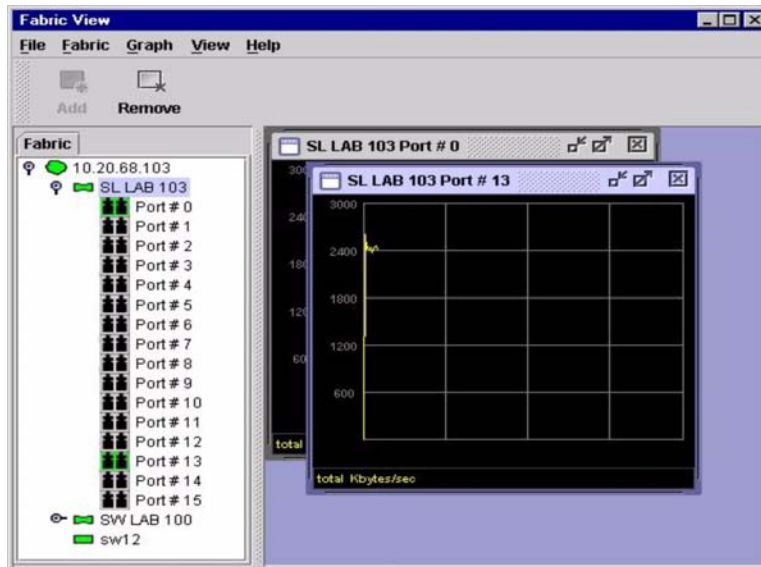 Fabric View
File Fabric Graph View Help
Add Remove
Fabric
10.20.68.103
SL LAB 103
Port # 0
Port # 1
Port # 2
Port # 3
Port # 4
Port # 5
Port # 6
Port # 7
Port # 8
Port # 9
Port # 10
Port # 11
Port # 12
Port # 13
Port # 14
Port # 15
SW LAB 100
sw12
SL LAB 103 Port # 0
total
SL LAB 103 Port # 13
3000
2400
1800
1200
600
total Kbytes/sec